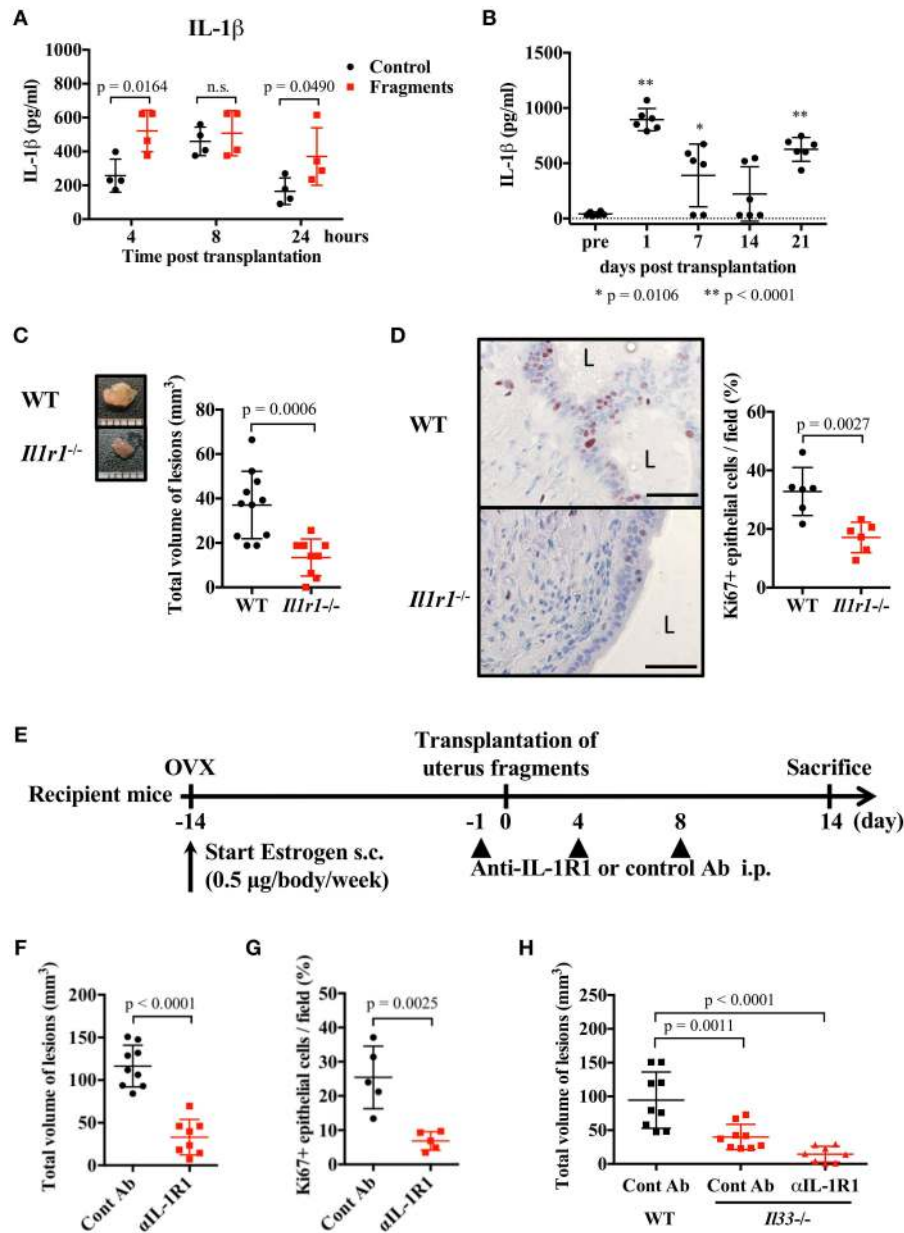 A
IL-1β
IL-1β (pg/ml)
1000
800
600
400
200
0
p = 0.0164
n.s.
p = 0.0490
Control
Fragments
4
8
24
hours
Time post transplantation
B
IL-1β (pg/ml)
1500
1000
500
0
**
*
**
pre
1
7
14
21
days post transplantation
* p = 0.0106 ** p < 0.0001
C
WT
Il1r1-/-
Total volume of lesions (mm3)
80
60
40
20
0
p = 0.0006
WT
Il1r1-/-
D
WT
Il1r1-/-
L
L
L
Ki67+ epithelial cells / field (%)
60
40
20
0
p = 0.0027
WT
Il1r1-/-
E
OVX
Transplantation of
uterus fragments
Sacrifice
Recipient mice
-14
-1
0
4
8
14 (day)
Start Estrogen s.c.
(0.5 μg/body/week)
Anti-IL-1R1 or control Ab i.p.
F
Total volume of lesions (mm3)
200
150
100
50
0
p < 0.0001
Cont Ab
αIL-1R1
G
Ki67+ epithelial cells / field (%)
50
40
30
20
10
0
p = 0.0025
Cont Ab
αIL-1R1
H
Total volume of lesions (mm3)
250
200
150
100
50
0
p < 0.0001
p = 0.0011
Cont Ab
Cont Ab
αIL-1R1
WT
Il33-/-